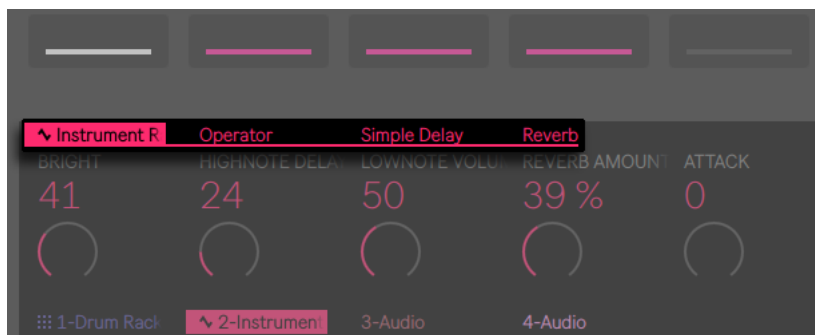 Instrument R Operator Simple Delay Reverb
BRIGHT HIGHNOTE DELA LOWNOTE VOLU REVERB AMOUNT ATTACK
41 24 50 39 % 0
1-Drum Rack 2-Instrument 3-Audio 4-Audio